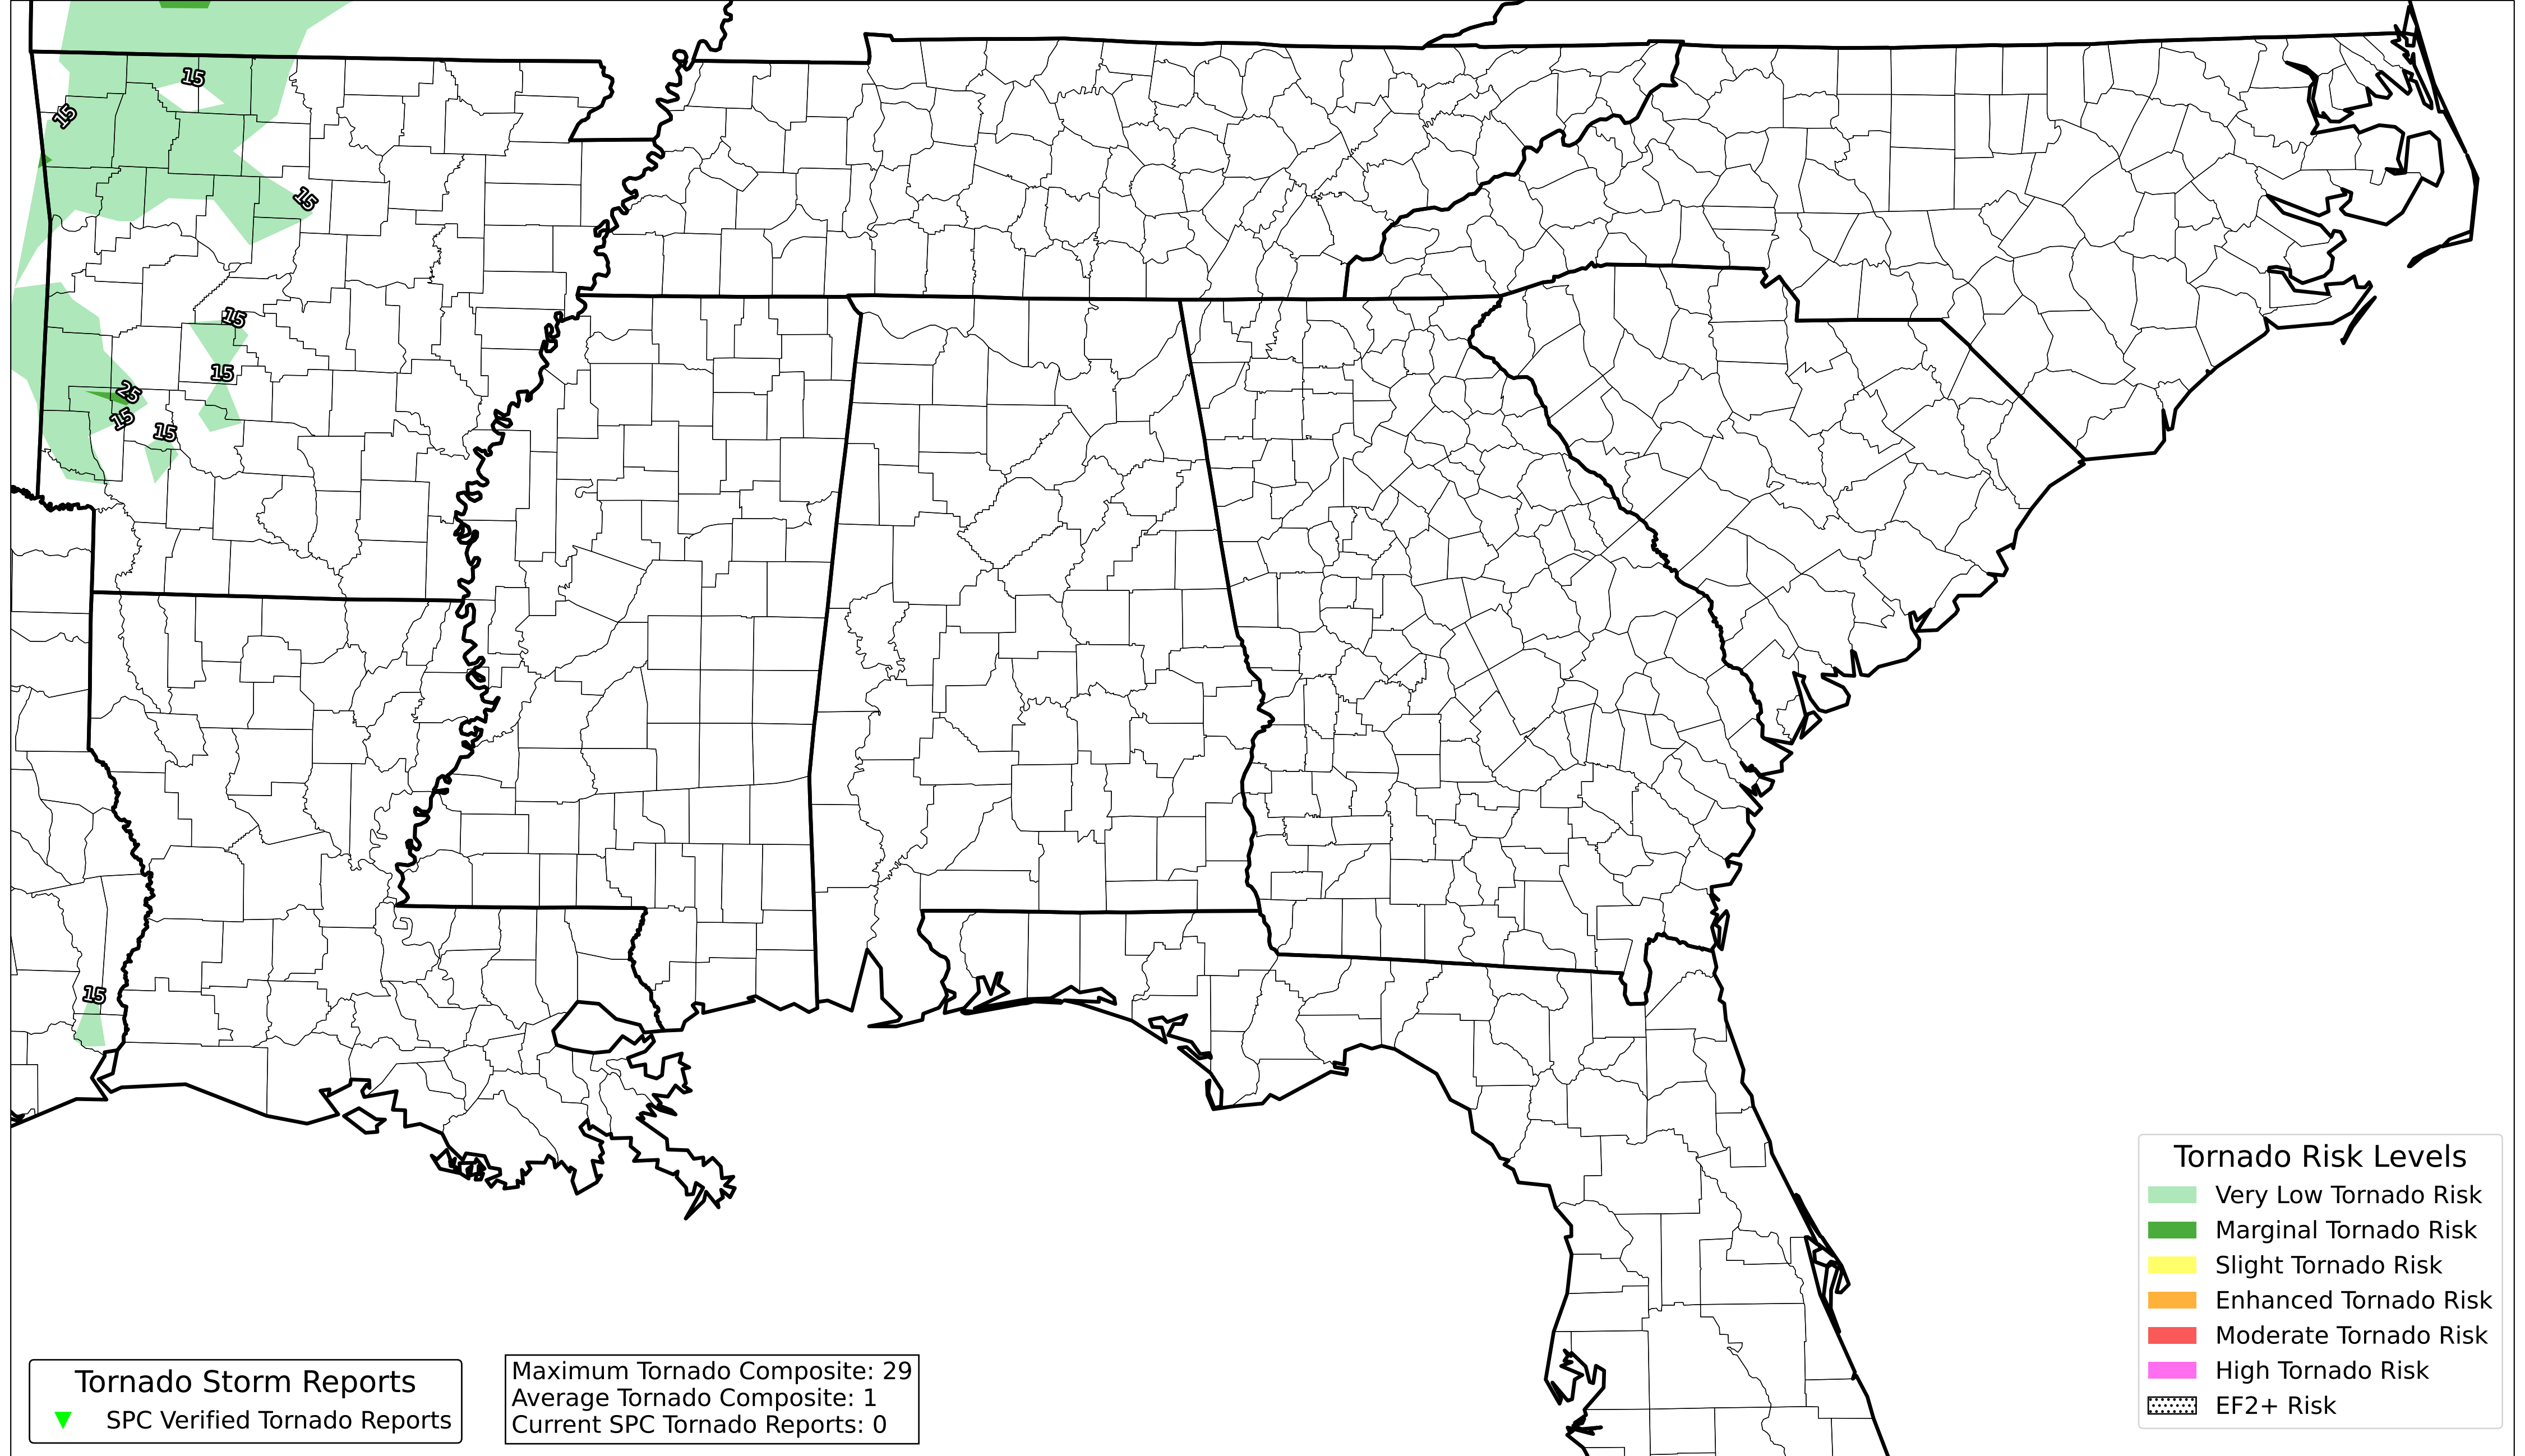 15
15
15
15
15
25
15
15
15
Tornado Storm Reports
SPC Verified Tornado Reports
Maximum Tornado Composite: 29
Average Tornado Composite: 1
Current SPC Tornado Reports: 0
Tornado Risk Levels
Very Low Tornado Risk
Marginal Tornado Risk
Slight Tornado Risk
Enhanced Tornado Risk
Moderate Tornado Risk
High Tornado Risk
EF2+ Risk